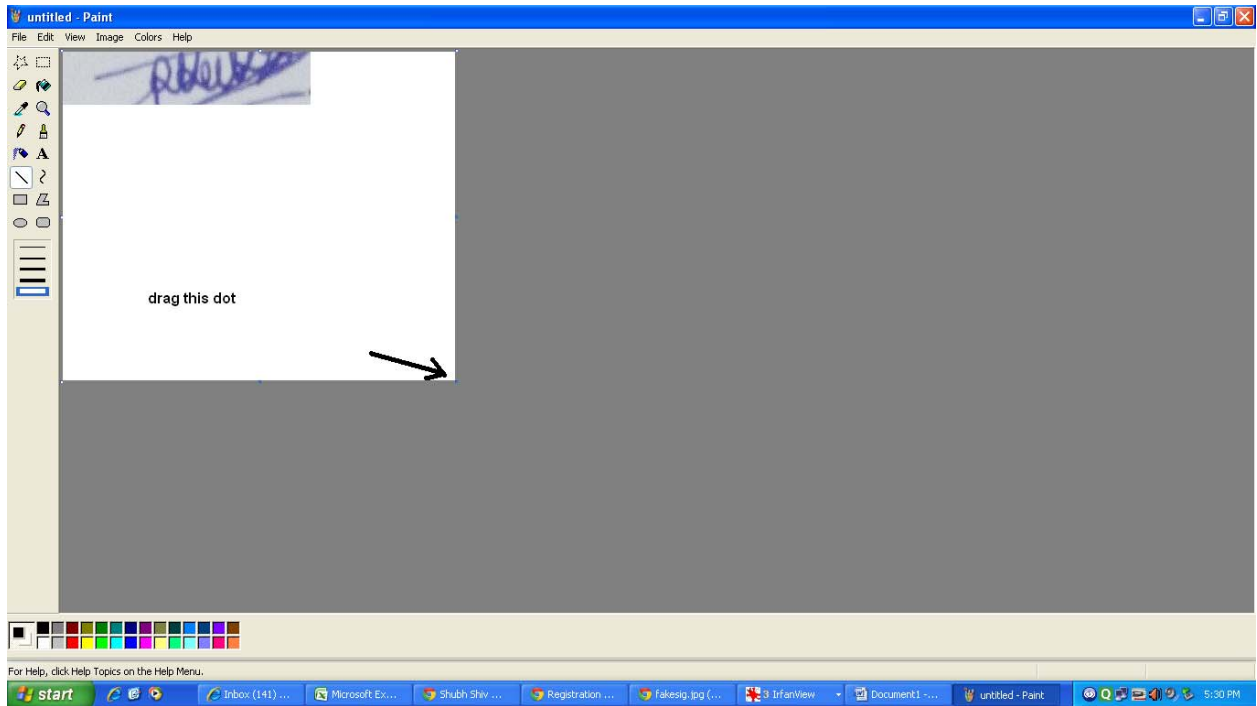 untitled - Paint
File Edit View Image Colors Help
A
drag this dot
For Help, click Help Topics on the Help Menu.
start Inbox (141) ... Microsoft Ex... Shubh Shiv ... Registration ... fakesig.jpg (... 3 IrfanView Document1 -... untitled - Paint Q 5:30 PM